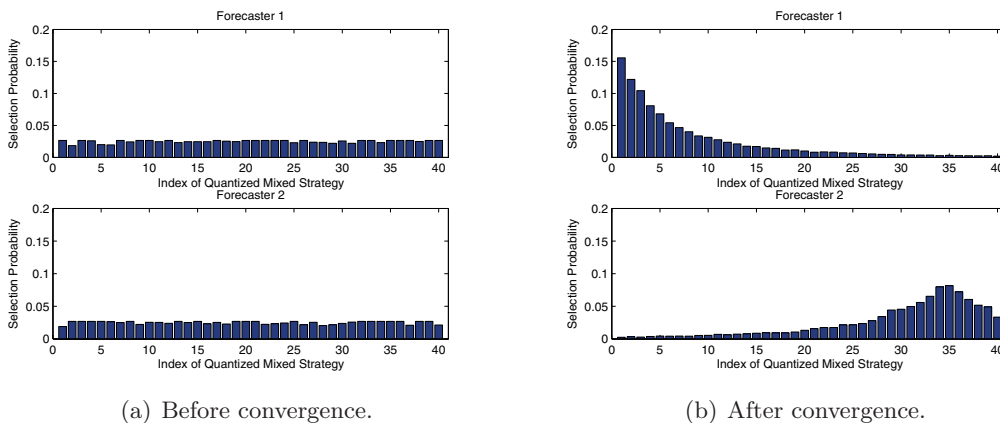 Forecaster 1
Selection Probability
0.2
0.15
0.1
0.05
0
0 5 10 15 20 25 30 35 40
Index of Quantized Mixed Strategy
Forecaster 2
Selection Probability
0.2
0.15
0.1
0.05
0
0 5 10 15 20 25 30 35 40
Index of Quantized Mixed Strategy
(a) Before convergence.
Forecaster 1
Selection Probability
0.2
0.15
0.1
0.05
0
0 5 10 15 20 25 30 35 40
Index of Quantized Mixed Strategy
Forecaster 2
Selection Probability
0.2
0.15
0.1
0.05
0
0 5 10 15 20 25 30 35 40
Index of Quantized Mixed Strategy
(b) After convergence.